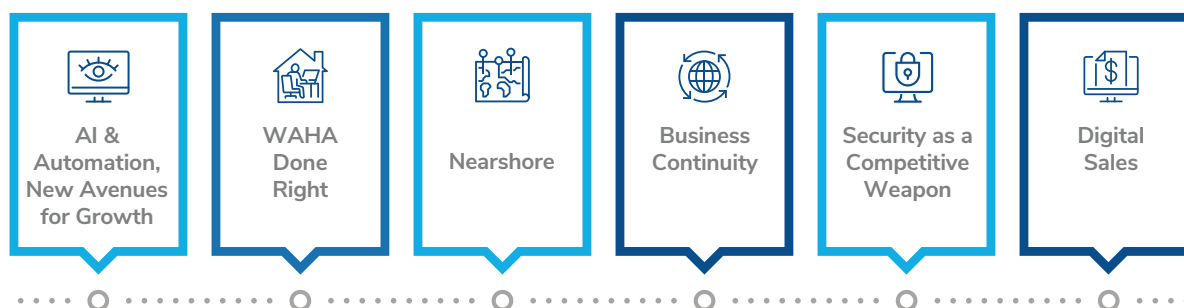 AI &
Automation,
New Avenues
for Growth
WAHA
Done
Right
Nearshore
Business
Continuity
Security as a
Competitive
Weapon
Digital
Sales